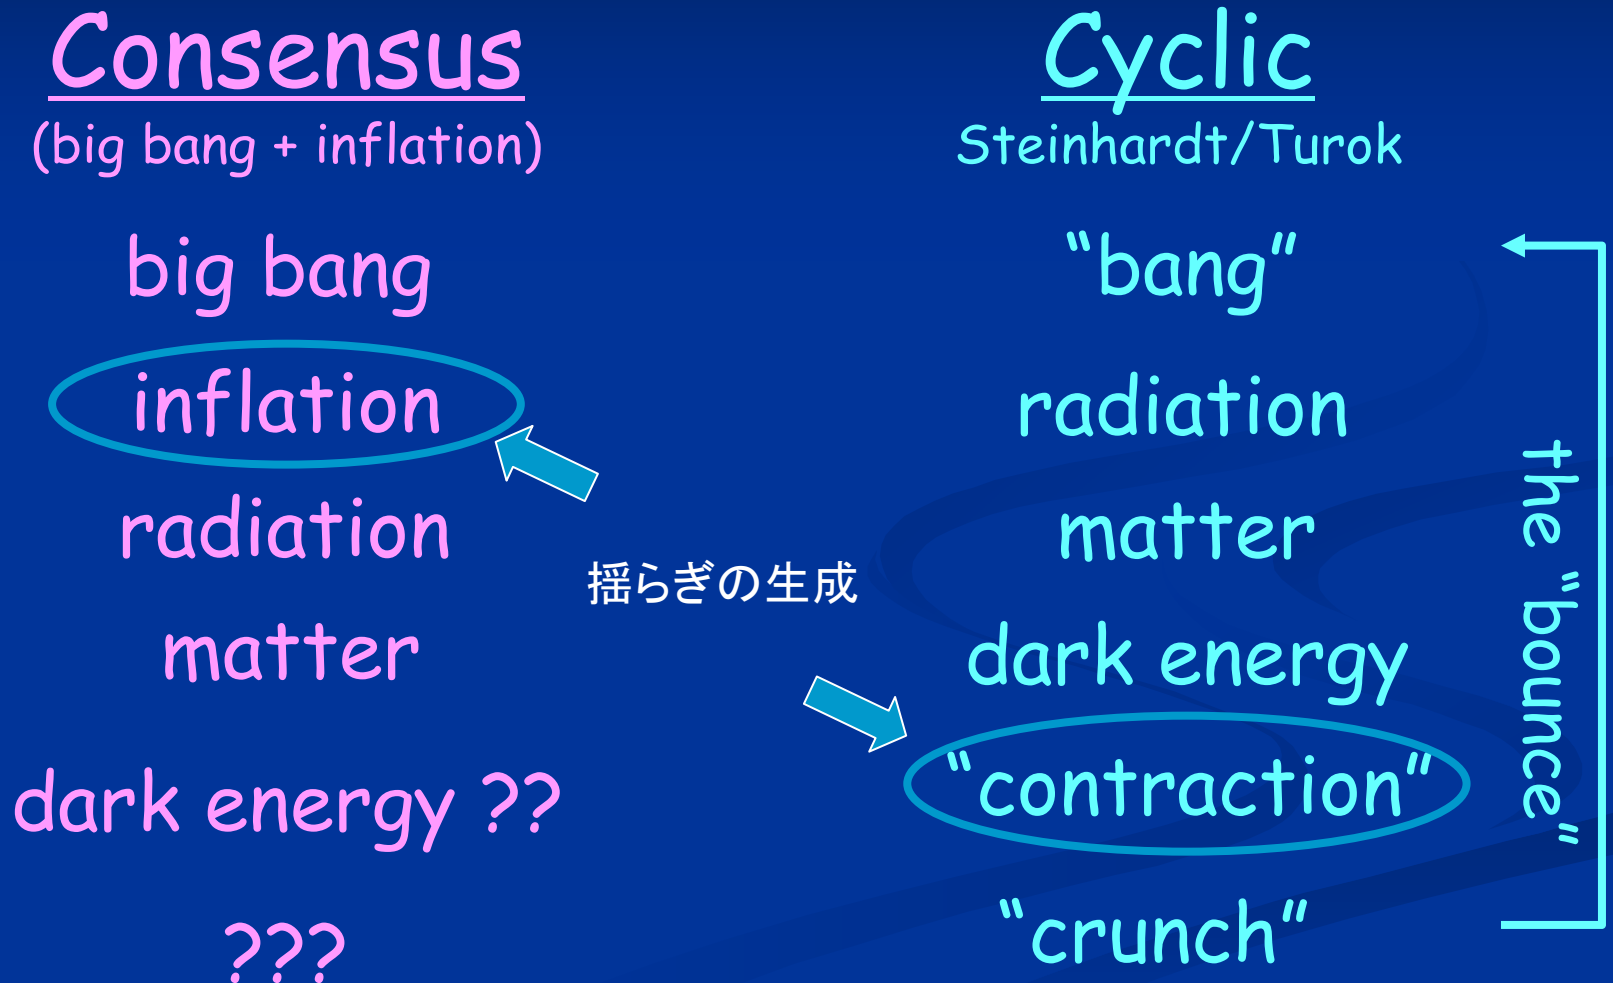 Consensus
(big bang + inflation)
big bang
inflation
radiation
matter
dark energy ??
???
揺らぎの生成
Cyclic
Steinhardt/Turok
“bang”
radiation
matter
dark energy
“contraction”
“crunch”
the “bounce”